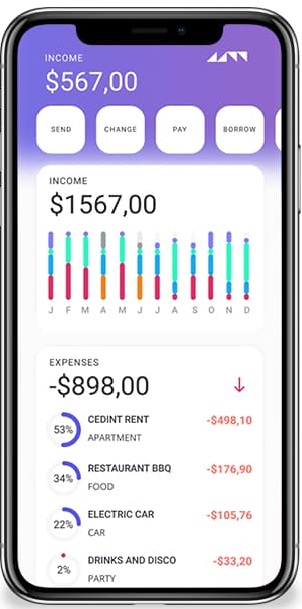 INCOME
$567,00
SEND
CHANGE
PAY
BORROW
INCOME
$1567,00
J F M A M J J A S O N D
EXPENSES
-$898,00
53%
CEDINT RENT
-$498,10
APARTMENT
34%
RESTAURANT BBQ
-$176,90
FOOD
22%
ELECTRIC CAR
-$105,76
CAR
2%
DRINKS AND DISCO
-$33,20
PARTY